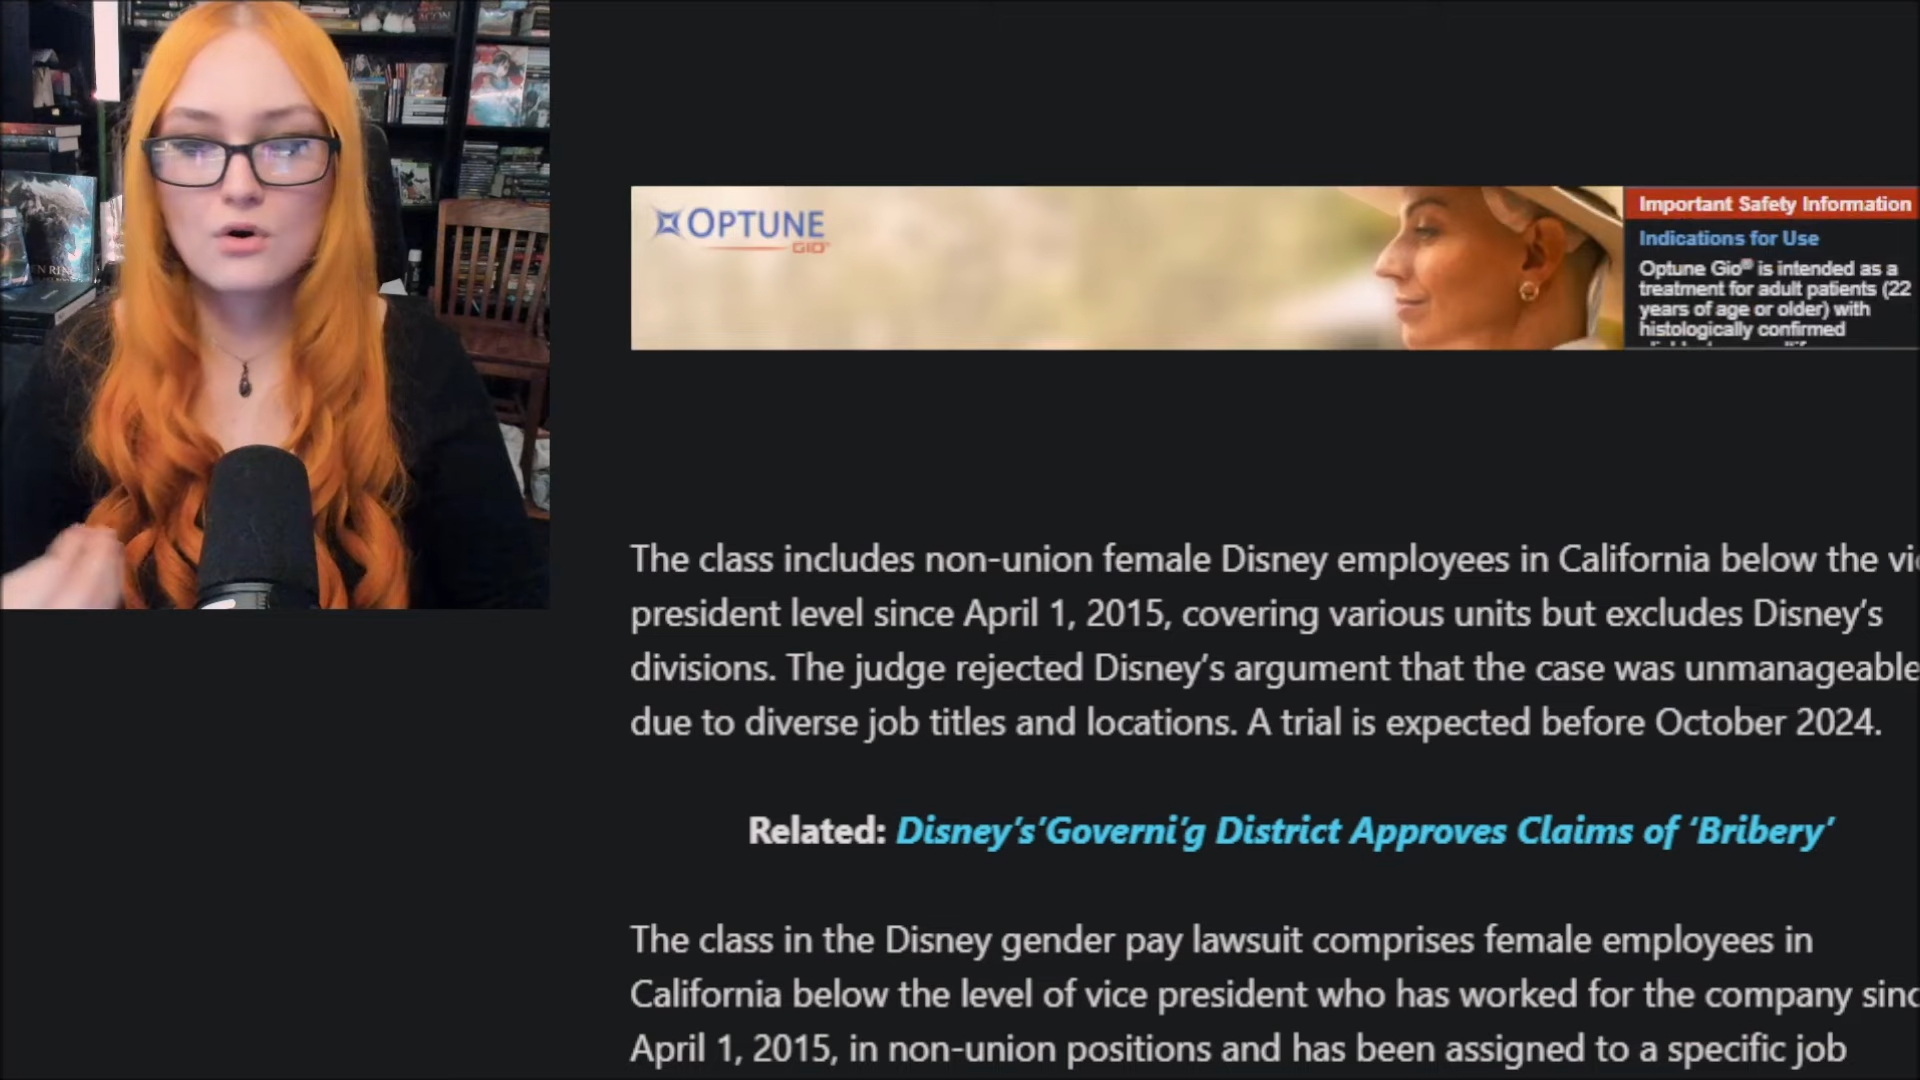 OPTUNE
GIO
Important Safety Information
Indications for Use
Optune Gio® is intended as a
treatment for adult patients (22
years of age or older) with
histologically confirmed
The class includes non-union female Disney employees in California below the vic
president level since April 1, 2015, covering various units but excludes Disney’s
divisions. The judge rejected Disney’s argument that the case was unmanageable
due to diverse job titles and locations. A trial is expected before October 2024.
Related: Disney’s’Governi’g District Approves Claims of ‘Bribery’
The class in the Disney gender pay lawsuit comprises female employees in
California below the level of vice president who has worked for the company sinc
April 1, 2015, in non-union positions and has been assigned to a specific job